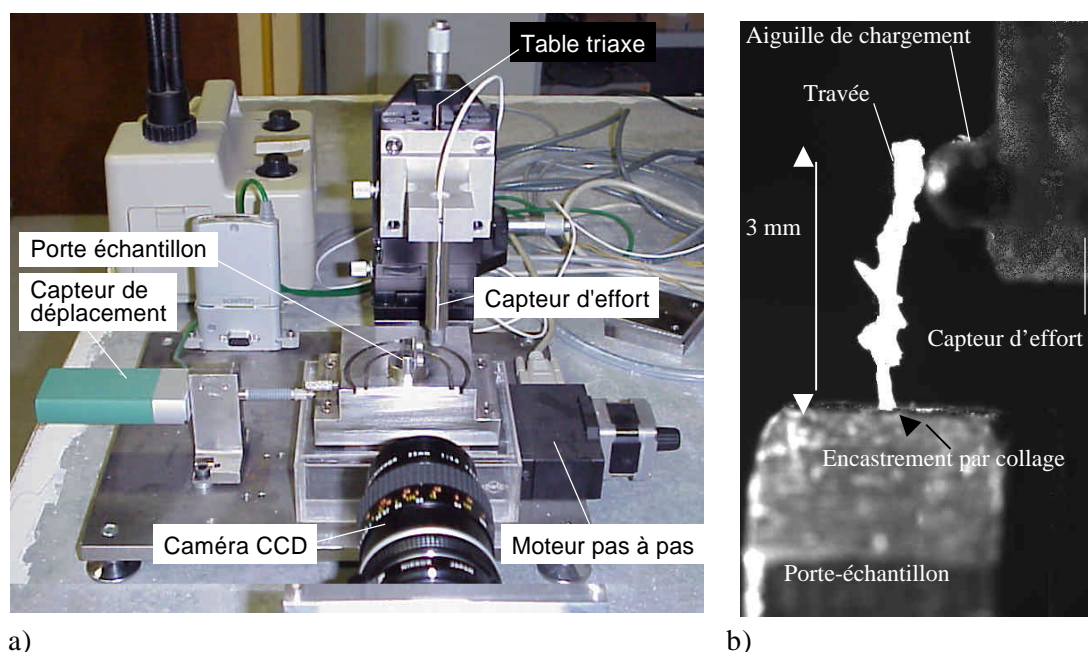 Table triaxe
Porte échantillon
Capteur de
déplacement
Capteur d'effort
Caméra CCD
Moteur pas à pas
a)
Aiguille de chargement
Travée
3 mm
Capteur d’effort
Encastrement par collage
Porte-échantillon
b)